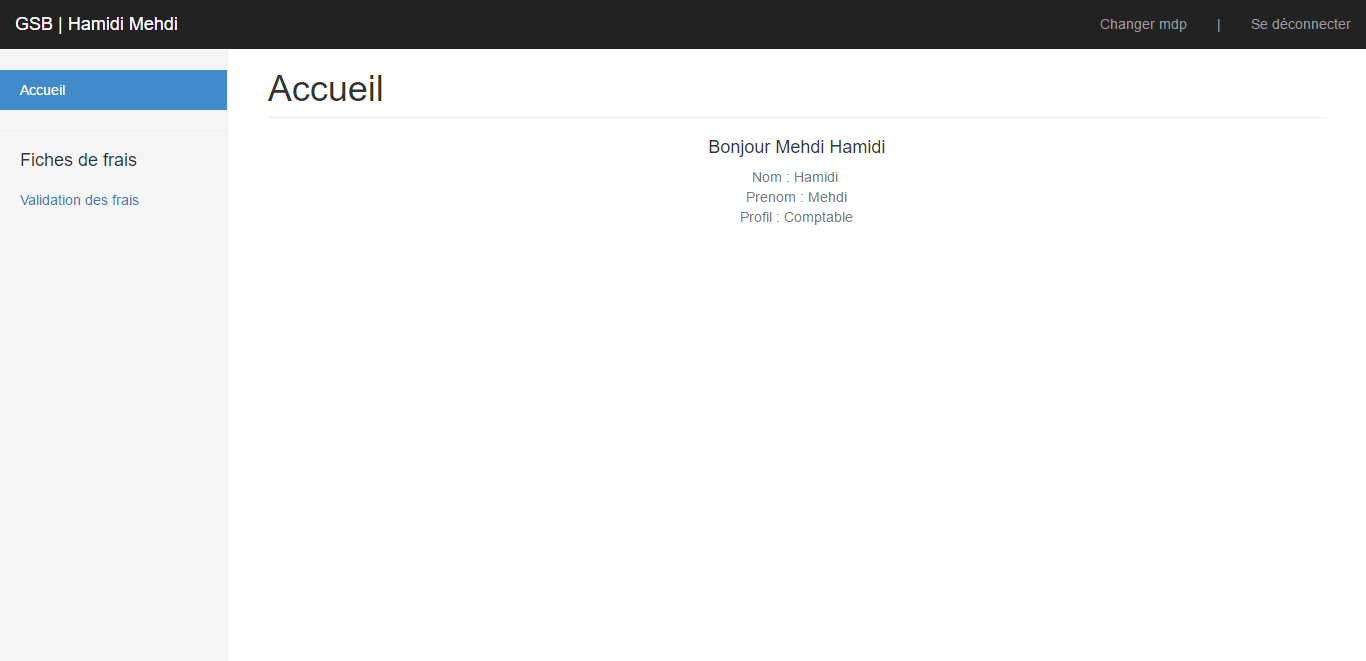 GSB | Hamidi Mehdi
Changer mdp | Se déconnecter
Accueil
Fiches de frais
Validation des frais
Accueil
Bonjour Mehdi Hamidi
Nom : Hamidi
Prenom : Mehdi
Profil : Comptable